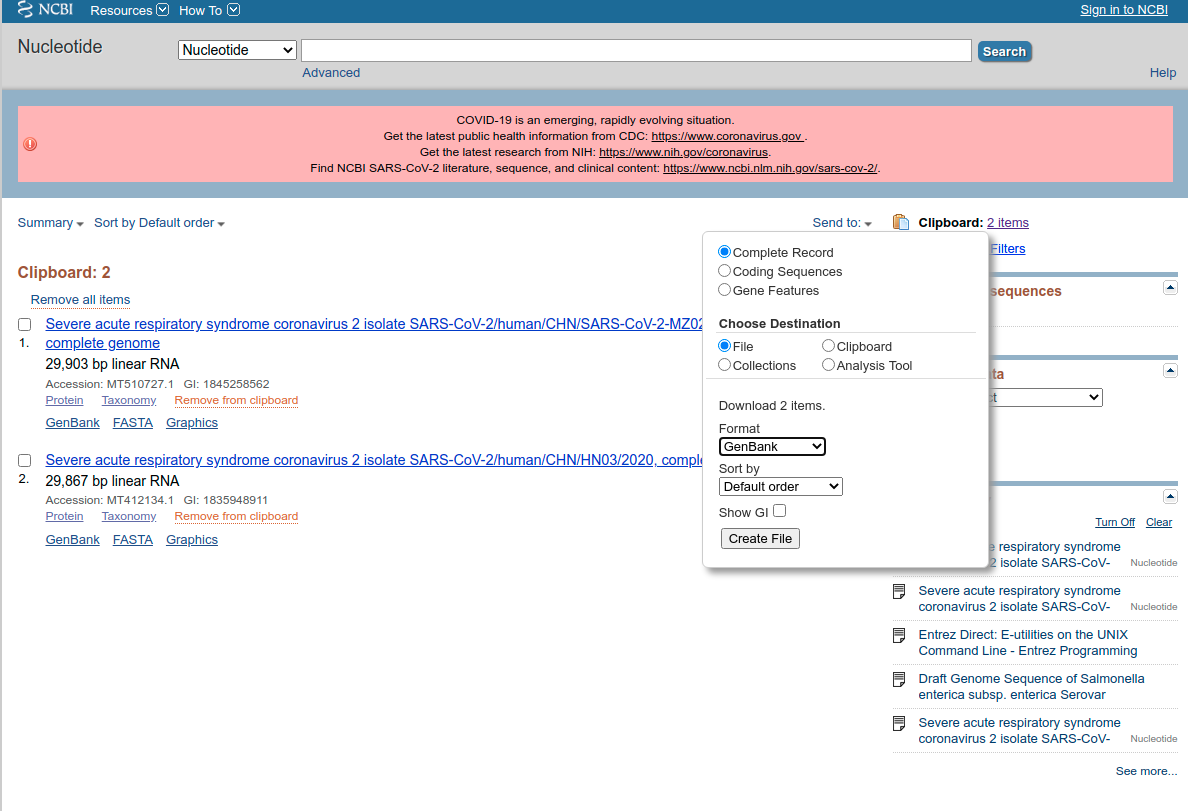 NCBI Resources How To Sign in to NCBI
Nucleotide Nucleotide Search
Advanced Help
COVID-19 is an emerging, rapidly evolving situation.
Get the latest public health information from CDC: https://www.coronavirus.gov .
Get the latest research from NIH: https://www.nih.gov/coronavirus.
Find NCBI SARS-CoV-2 literature, sequence, and clinical content: https://www.ncbi.nlm.nih.gov/sars-cov-2/.
Summary Sort by Default order Send to:
Clipboard: 2
Remove all items
Severe acute respiratory syndrome coronavirus 2 isolate SARS-CoV-2/human/CHN/SARS-CoV-2-MZ02
1. complete genome
29,903 bp linear RNA
Accession: MT510727.1 GI: 1845258562
Protein Taxonomy Remove from clipboard
GenBank FASTA Graphics
Severe acute respiratory syndrome coronavirus 2 isolate SARS-CoV-2/human/CHN/HN03/2020, comple
2. 29,867 bp linear RNA
Accession: MT412134.1 GI: 1835948911
Protein Taxonomy Remove from clipboard
GenBank FASTA Graphics
Complete Record
Coding Sequences
Gene Features
Choose Destination
File Clipboard
Collections Analysis Tool
Download 2 items.
Format
GenBank
Sort by
Default order
Show GI
Create File
Clipboard: 2 items
Filters
sequences
ta
ct
Turn Off Clear
e respiratory syndrome
2 isolate SARS-CoV- Nucleotide
Severe acute respiratory syndrome
coronavirus 2 isolate SARS-CoV- Nucleotide
Entrez Direct: E-utilities on the UNIX
Command Line - Entrez Programming
Draft Genome Sequence of Salmonella
enterica subsp. enterica Serovar
Severe acute respiratory syndrome
coronavirus 2 isolate SARS-CoV- Nucleotide
See more...